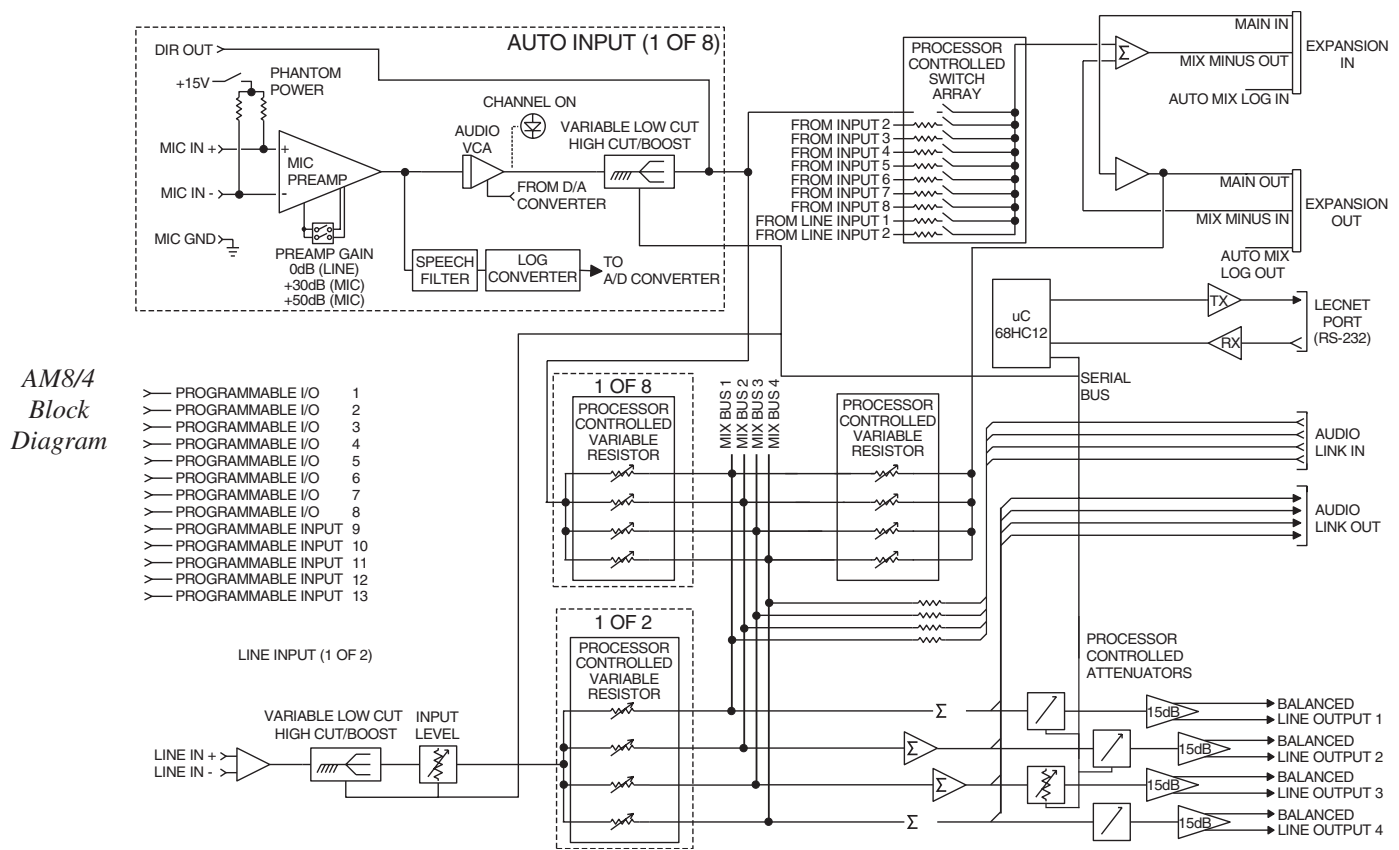 AM8/4
Block
Diagram
AUTO INPUT (1 OF 8)
DIR OUT
+15V
PHANTOM
POWER
MIC IN +
MIC IN -
MIC GND
+
-
MIC
PREAMP
PREAMP GAIN
0dB (LINE)
+30dB (MIC)
+50dB (MIC)
CHANNEL ON
AUDIO
VCA
FROM D/A
CONVERTER
VARIABLE LOW CUT
HIGH CUT/BOOST
SPEECH
FILTER
LOG
CONVERTER
TO
A/D CONVERTER
PROCESSOR
CONTROLLED
SWITCH
ARRAY
FROM INPUT 2
FROM INPUT 3
FROM INPUT 4
FROM INPUT 5
FROM INPUT 6
FROM INPUT 7
FROM INPUT 8
FROM LINE INPUT 1
FROM LINE INPUT 2
Σ
MAIN IN
MIX MINUS OUT
AUTO MIX LOG IN
EXPANSION
IN
MAIN OUT
MIX MINUS IN
AUTO MIX
LOG OUT
EXPANSION
OUT
uC
68HC12
TX
RX
LECNET
PORT
(RS-232)
SERIAL
BUS
PROGRAMMABLE I/O 1
PROGRAMMABLE I/O 2
PROGRAMMABLE I/O 3
PROGRAMMABLE I/O 4
PROGRAMMABLE I/O 5
PROGRAMMABLE I/O 6
PROGRAMMABLE I/O 7
PROGRAMMABLE I/O 8
PROGRAMMABLE INPUT 9
PROGRAMMABLE INPUT 10
PROGRAMMABLE INPUT 11
PROGRAMMABLE INPUT 12
PROGRAMMABLE INPUT 13
1 OF 8
PROCESSOR
CONTROLLED
VARIABLE
RESISTOR
MIX BUS 1
MIX BUS 2
MIX BUS 3
MIX BUS 4
PROCESSOR
CONTROLLED
VARIABLE
RESISTOR
AUDIO
LINK IN
AUDIO
LINK OUT
1 OF 2
PROCESSOR
CONTROLLED
VARIABLE
RESISTOR
LINE INPUT (1 OF 2)
LINE IN +
LINE IN -
VARIABLE LOW CUT
HIGH CUT/BOOST
INPUT
LEVEL
PROCESSOR
CONTROLLED
ATTENUATORS
Σ
15dB
BALANCED
LINE OUTPUT 1
Σ
15dB
BALANCED
LINE OUTPUT 2
Σ
15dB
BALANCED
LINE OUTPUT 3
Σ
15dB
BALANCED
LINE OUTPUT 4